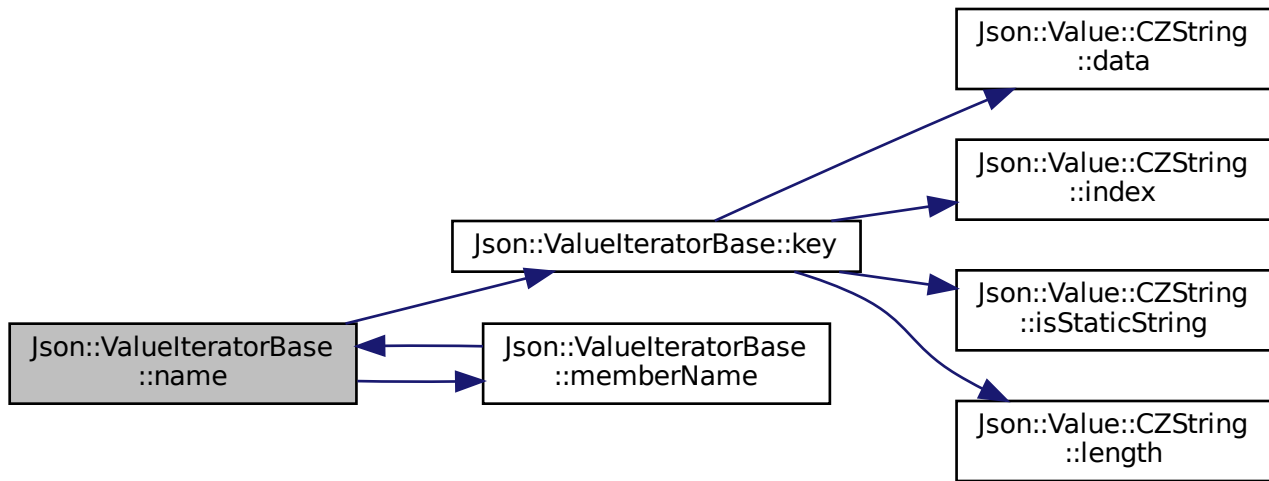 Json::ValueIteratorBase
::name
Json::ValueIteratorBase::key
Json::ValueIteratorBase
::memberName
Json::Value::CZString
::data
Json::Value::CZString
::index
Json::Value::CZString
::isStaticString
Json::Value::CZString
::length